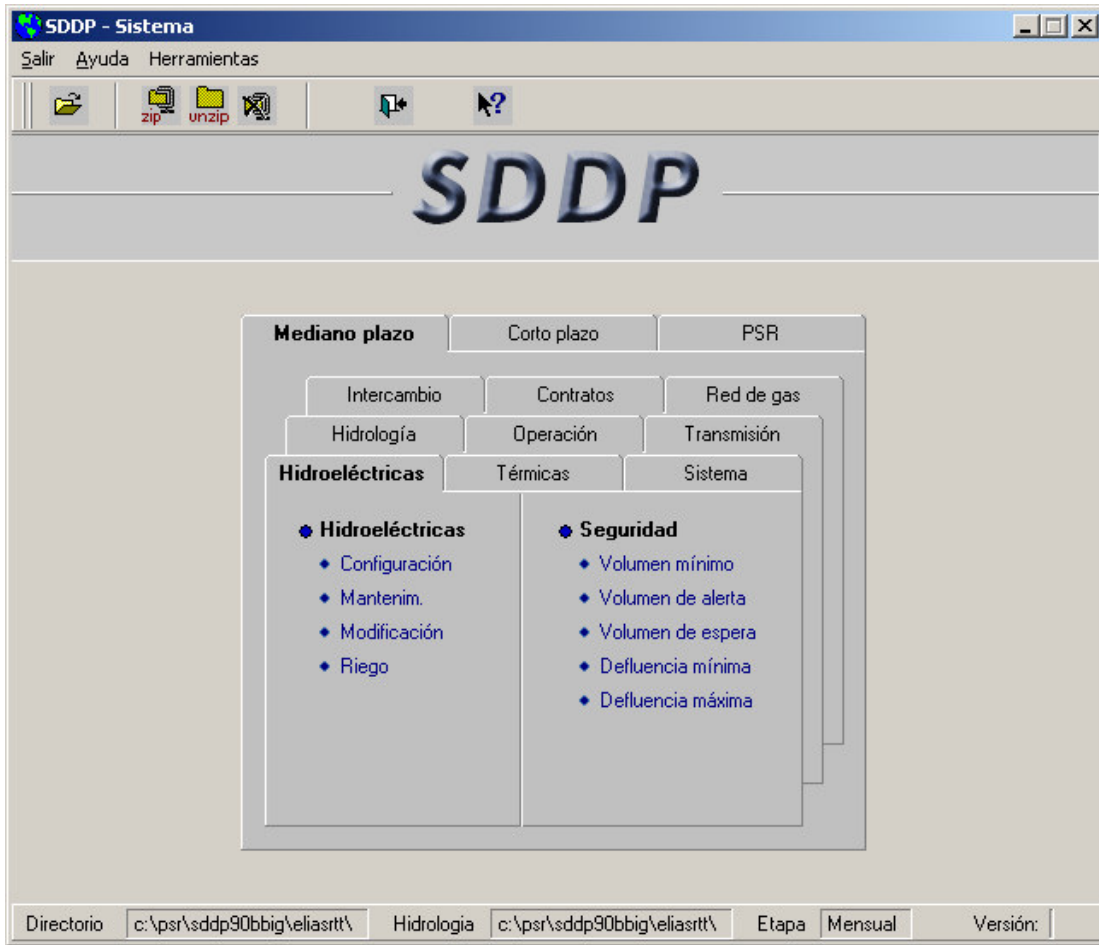 SDDP - Sistema
Salir Ayuda Herramientas
zip unzip
SDDP
Mediano plazo Corto plazo PSR
Intercambio Contratos Red de gas
Hidrología Operación Transmisión
Hidroeléctricas Térmicas Sistema
Hidroeléctricas Seguridad
Configuración Volumen mínimo
Mantenim. Volumen de alerta
Modificación Volumen de espera
Riego Defluencia mínima
Defluencia máxima
Directorio c:\psr\sddp90bbig\eliasrtt\ Hidrologia c:\psr\sddp90bbig\eliasrtt\ Etapa Mensual Versión: